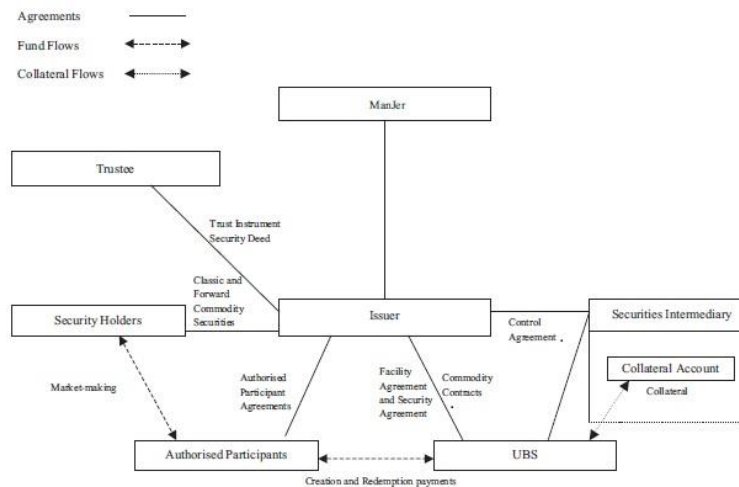 Agreements
Fund Flows
Collateral Flows
ManJer
Trustee
Trust Instrument
Security Deed
Classic and
Forward
Commodity
Securities
Security Holders
Issuer
Securities Intermediary
Control
Agreement .
Collateral Account
Collateral
Market-making
Authorised
Participant
Agreements
Facility
Agreement
and Security
Agreement
Commodity
Contracts
.
Authorised Participants
UBS
Creation and Redemption payments